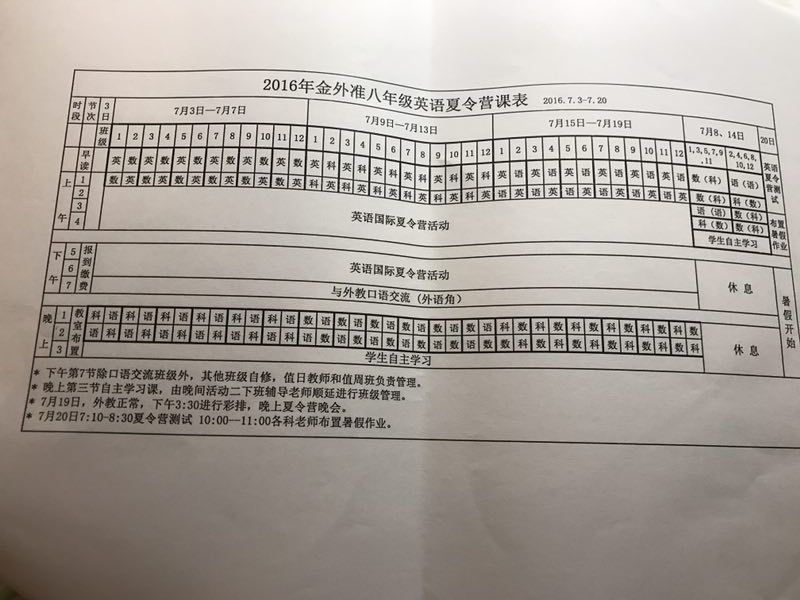 2016年金外准八年级英语夏令营课表 2016.7.3-7.20
时段 节次 3日 7月3日—7月7日 7月9日—7月13日 7月15日—7月19日 7月8、14日 20日
班级 1 2 3 4 5 6 7 8 9 10 11 12 1 2 3 4 5 6 7 8 9 10 11 12 1 2 3 4 5 6 7 8 9 10 11 12 1,3,5,7,9,11 2,4,6,8,10,12
上午 早读 英 数 英 数 英 数 英 数 英 数 英 数 英 科 英 科 英 科 英 科 英 科 英 科 英 语 英 语 英 语 英 语 英 语 英 语 数(科) 语(语) 英语夏令营测试
1 数 英 数 英 数 英 数 英 数 英 数 英 科 英 科 英 科 英 科 英 科 英 科 英 语 英 语 英 语 英 语 英 语 英 语 英
2 英语国际夏令营活动 数(科) 科(数)
3 语(语) 数(科) 布置暑假作业
4 科(数) 数(科)
学生自主学习
下午 5 报到缴费 英语国际夏令营活动 休息 暑假开始
6
7 与外教口语交流(外语角)
晚上 1 教室布置 科 语 科 语 科 语 科 语 科 语 科 语 数 语 数 语 数 语 数 语 数 语 数 语 数 科 数 科 数 科 数 科 数 科 数 科 休息
2 语 科 语 科 语 科 语 科 语 科 语 科 语 数 语 数 语 数 语 数 语 数 语 数 科 数 科 数 科 数 科 数 科 数 科 数
3 学生自主学习
* 下午第7节除口语交流班级外，其他班级自修，值日教师和值周班负责管理。
* 晚上第三节自主学习课，由晚间活动二下班辅导老师顺延进行班级管理。
* 7月19日，外教正常，下午3:30进行彩排，晚上夏令营晚会。
* 7月20日7:10-8:30夏令营测试 10:00--11:00各科老师布置暑假作业。